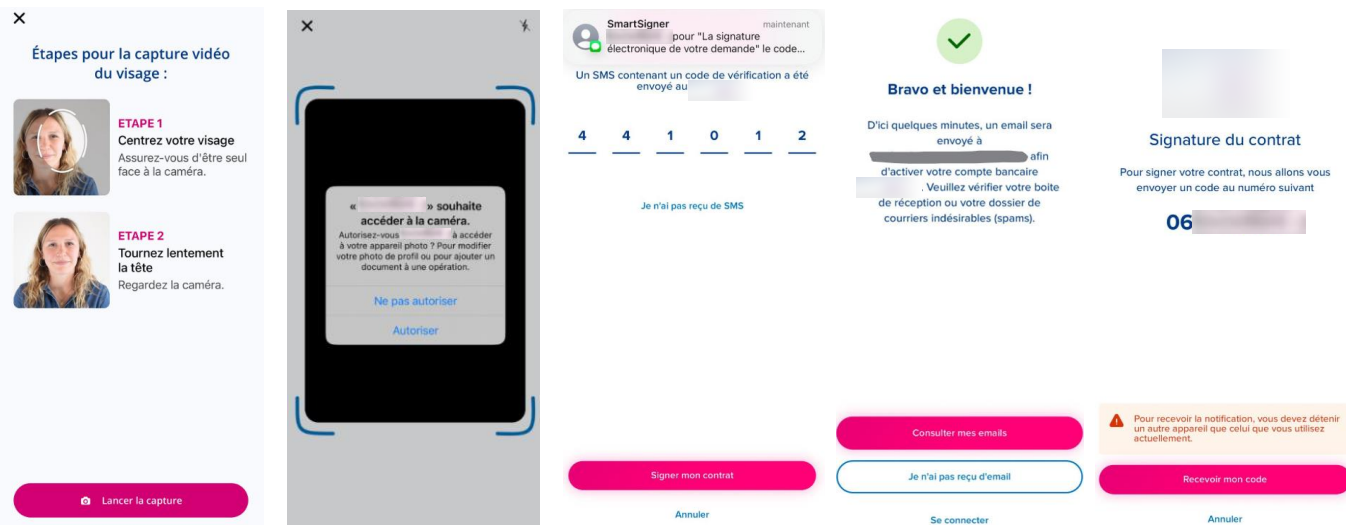 Étapes pour la capture vidéo
du visage :
ETAPE 1
Centrez votre visage
Assurez-vous d'être seul
face à la caméra.
ETAPE 2
Tournez lentement
la tête
Regardez la caméra.
Lancer la capture
« » souhaite
accéder à la caméra.
Autorisez-vous à accéder
à votre appareil photo ? Pour modifier
votre photo de profil ou pour ajouter un
document à une opération.
Ne pas autoriser
Autoriser
SmartSigner
maintenant
pour "La signature
électronique de votre demande" le code...
Un SMS contenant un code de vérification a été
envoyé au
4 4 1 0 1 2
Je n'ai pas reçu de SMS
Signer mon contrat
Annuler
Bravo et bienvenue !
D'ici quelques minutes, un email sera
envoyé à
afin
d'activer votre compte bancaire
. Veuillez vérifier votre boite
de réception ou votre dossier de
courriers indésirables (spams).
Consulter mes emails
Je n'ai pas reçu d'email
Se connecter
Signature du contrat
Pour signer votre contrat, nous allons vous
envoyer un code au numéro suivant
06
Pour recevoir la notification, vous devez détenir
un autre appareil que celui que vous utilisez
actuellement.
Recevoir mon code
Annuler